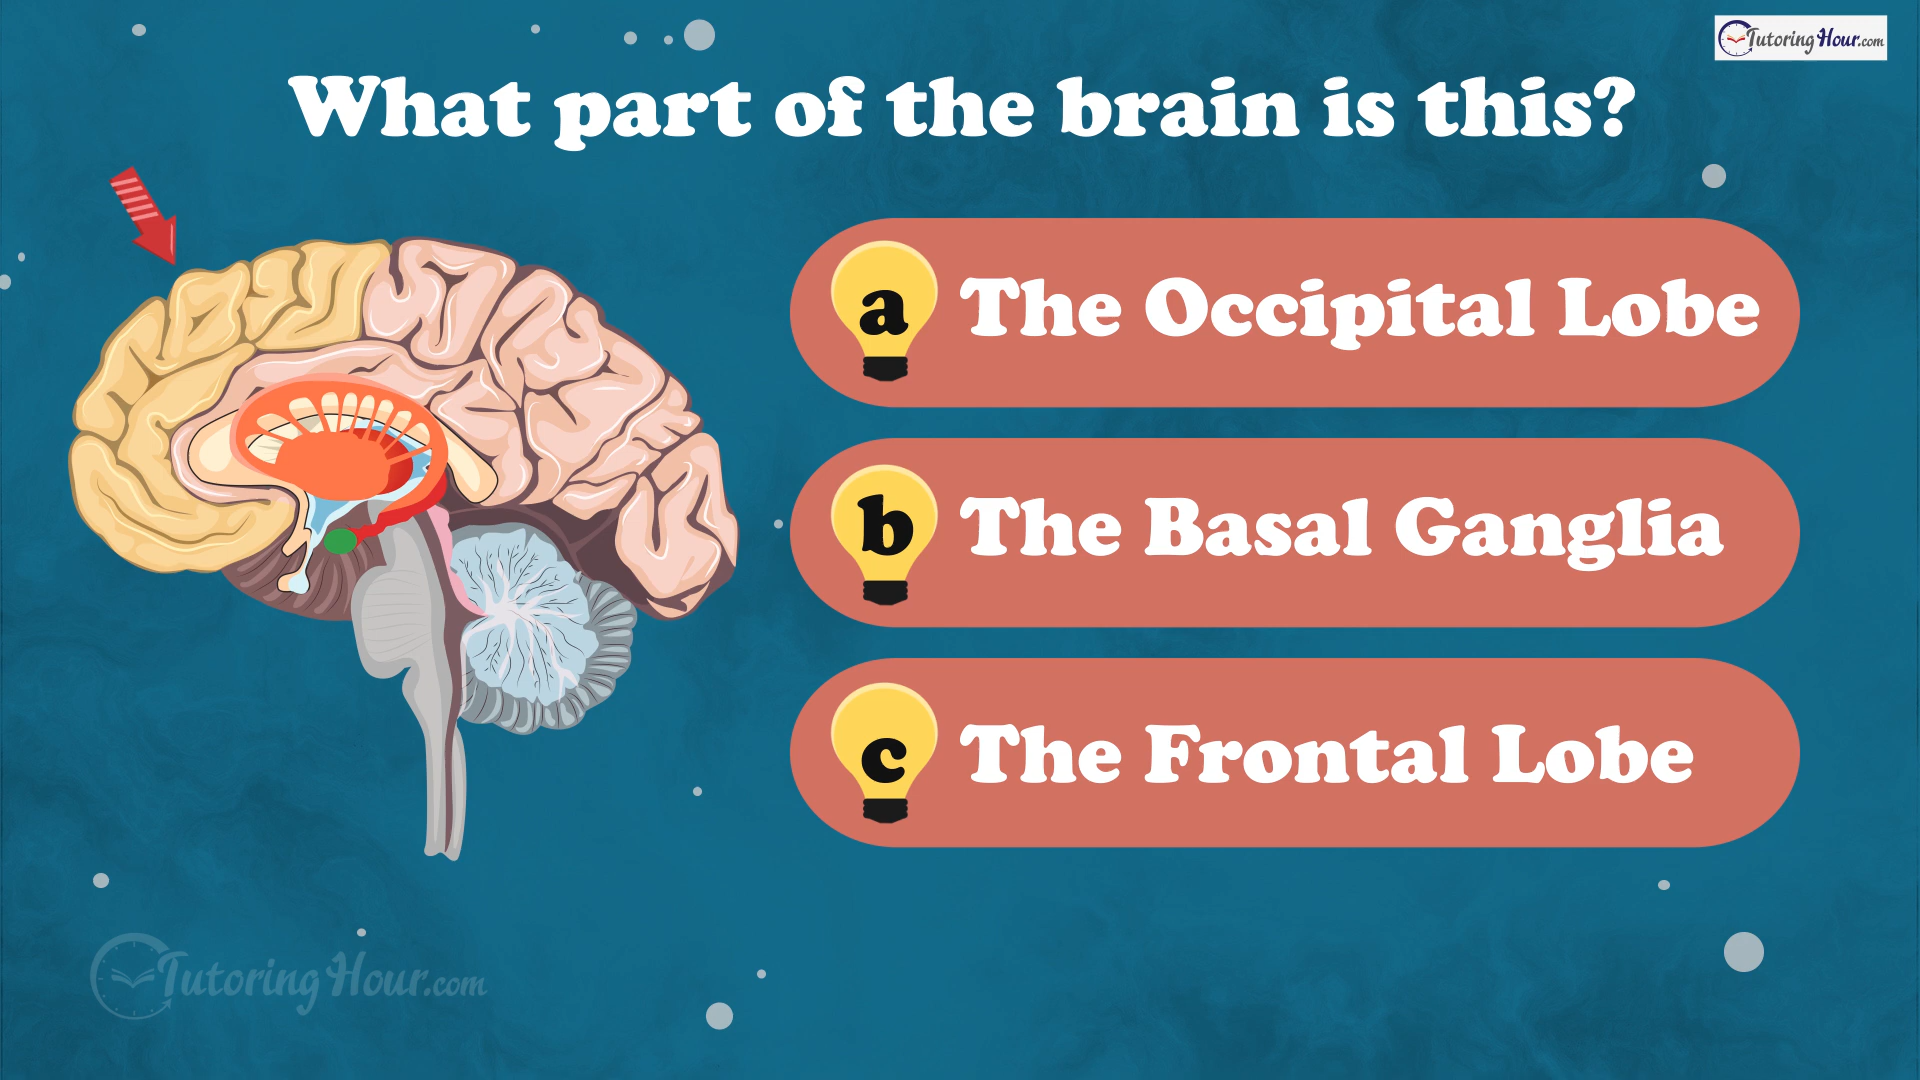 TutoringHour.com
What part of the brain is this?
a The Occipital Lobe
b The Basal Ganglia
c The Frontal Lobe
TutoringHour.com